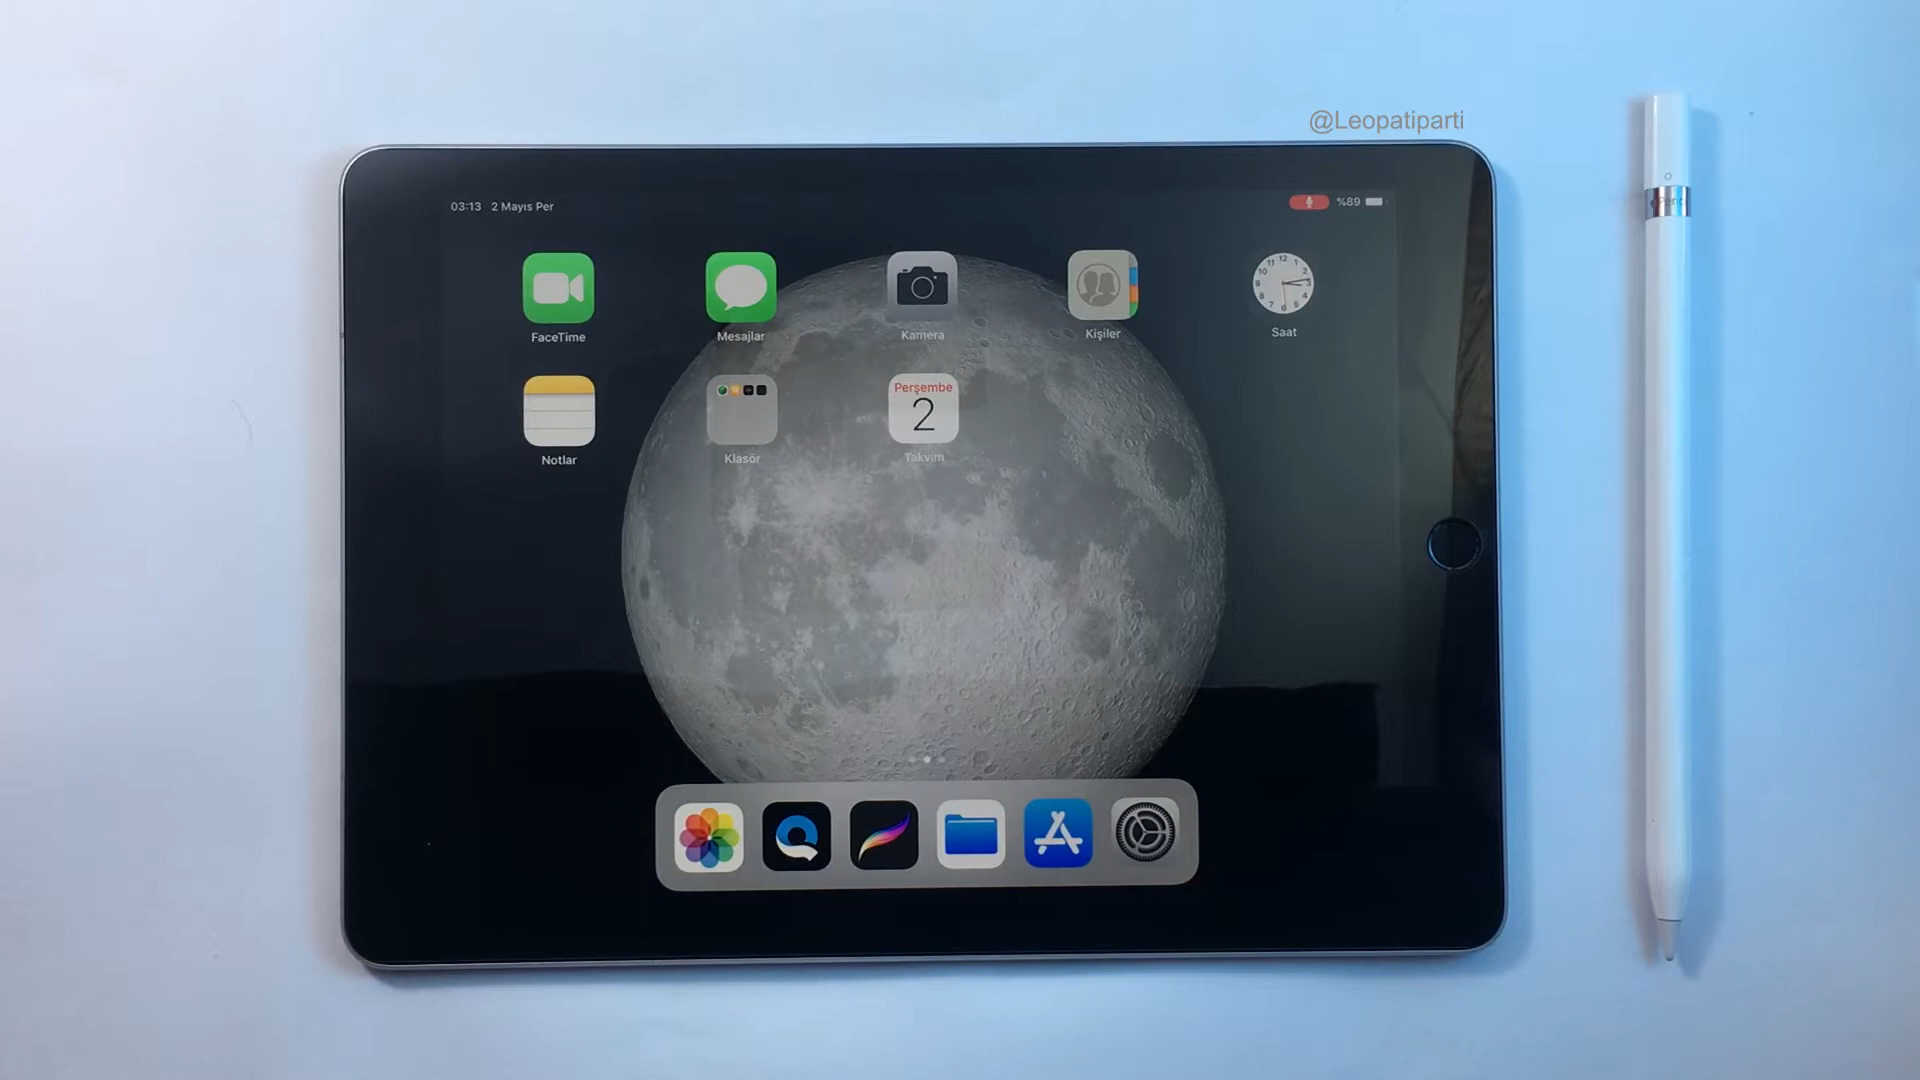 @Leopatiparti
03:13 2 Mayıs Per
%89
FaceTime
Mesajlar
Kamera
Kişiler
Saat
Notlar
Klasör
Perşembe
2
Takvim